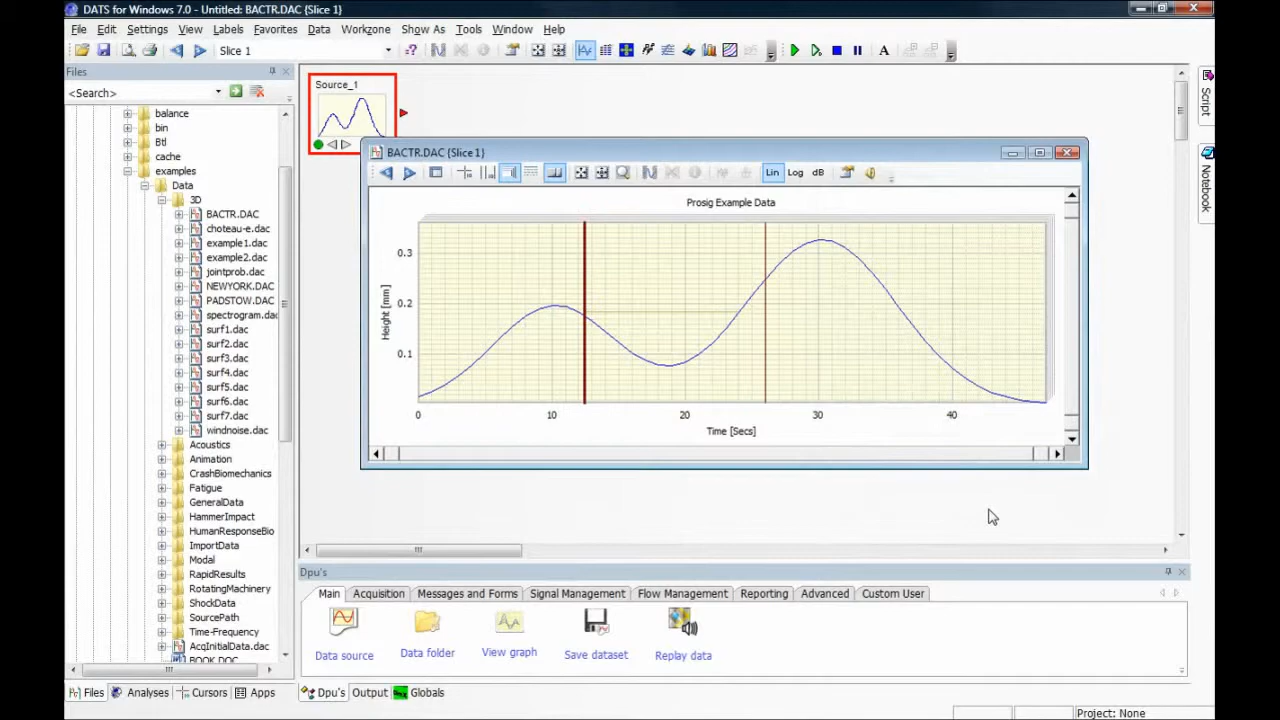 DATS for Windows 7.0 - Untitled: BACTR.DAC {Slice 1}
File Edit Settings View Labels Favorites Data Workzone Show As Tools Window Help
Slice 1
Files
<Search>
balance
bin
Btl
cache
examples
Data
3D
BACTR.DAC
choteau-e.dac
example1.dac
example2.dac
jointprob.dac
NEWYORK.DAC
PADSTOW.DAC
spectrogram.dac
surf1.dac
surf2.dac
surf3.dac
surf4.dac
surf5.dac
surf6.dac
surf7.dac
windnoise.dac
Acoustics
Animation
CrashBiomechanics
Fatigue
GeneralData
HammerImpact
HumanResponseBio
ImportData
Modal
RapidResults
RotatingMachinery
ShockData
SourcePath
Time-Frequency
AcqInitialData.dac
BOOK.DOC
Files Analyses Cursors Apps
Source_1
BACTR.DAC {Slice 1}
Lin Log dB
Prosig Example Data
Height [mm]
0.3
0.2
0.1
0 10 20 30 40
Time [Secs]
Script
Notebook
Dpu's
Main Acquisition Messages and Forms Signal Management Flow Management Reporting Advanced Custom User
Data source Data folder View graph Save dataset Replay data
Dpu's Output Globals
Project: None